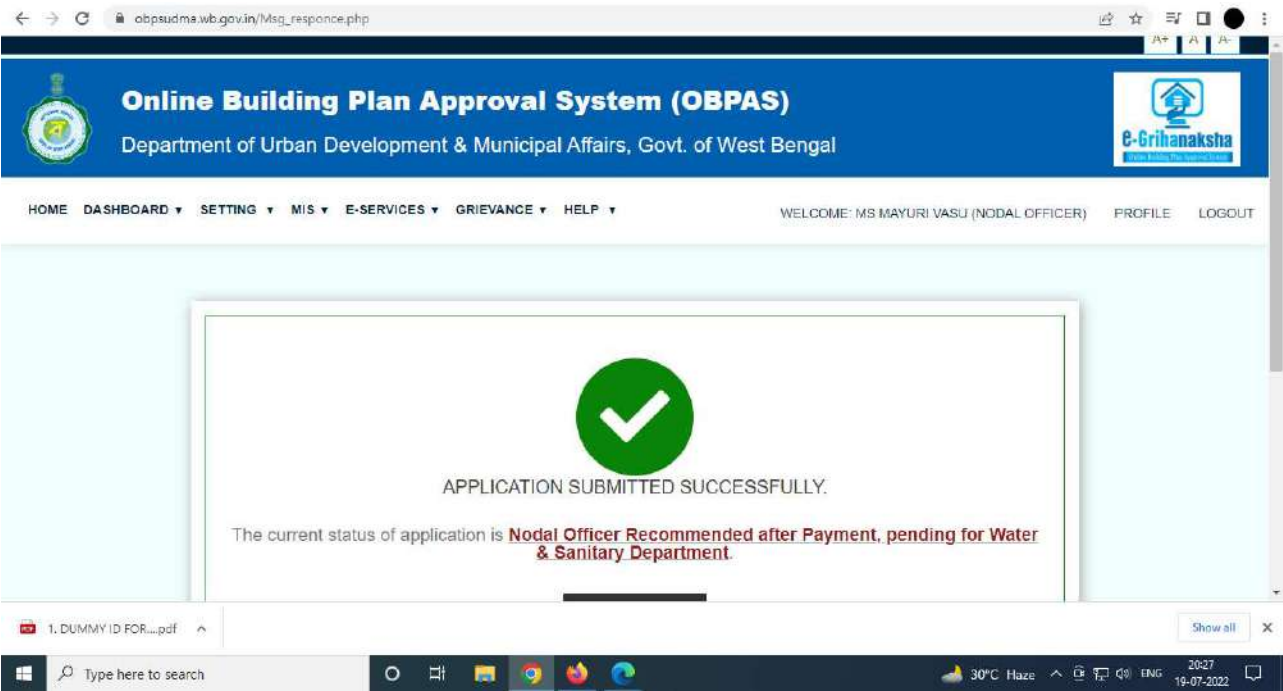 obpsudma.wb.gov.in/Msg_responce.php
A+ A A-
Online Building Plan Approval System (OBPAS)
Department of Urban Development & Municipal Affairs, Govt. of West Bengal
e-Grihanaksha
HOME DASHBOARD ▾ SETTING ▾ MIS ▾ E-SERVICES ▾ GRIEVANCE ▾ HELP ▾ WELCOME: MS MAYURI VASU (NODAL OFFICER) PROFILE LOGOUT
APPLICATION SUBMITTED SUCCESSFULLY.
The current status of application is Nodal Officer Recommended after Payment, pending for Water
& Sanitary Department.
1. DUMMY ID FOR....pdf Show all
Type here to search 30°C Haze ENG 20:27
19-07-2022